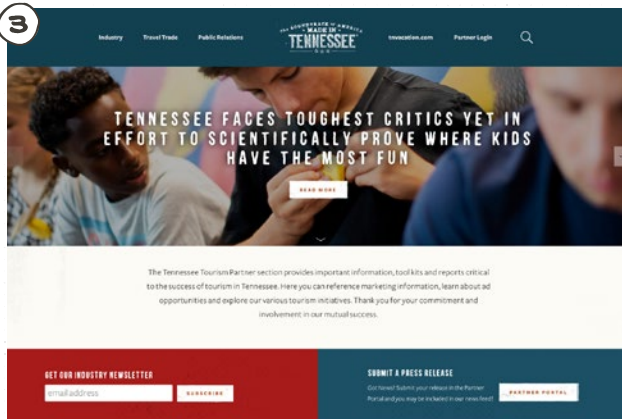 3
Industry
Travel Trade
Public Relations
THE SOUNDTRACK OF AMERICA
MADE IN
TENNESSEE
tnvacation.com
Partner Login
TENNESSEE FACES TOUGHEST CRITICS YET IN
EFFORT TO SCIENTIFICALLY PROVE WHERE KIDS
HAVE THE MOST FUN
READ MORE
The Tennessee Tourism Partner section provides important information, tool kits and reports critical
to the success of tourism in Tennessee. Here you can reference marketing information, learn about ad
opportunities and explore our various tourism initiatives. Thank you for your commitment and
involvement in our mutual success.
GET OUR INDUSTRY NEWSLETTER
email address
SUBSCRIBE
SUBMIT A PRESS RELEASE
Got News? Submit your release in the Partner
Portal and you may be included in our news feed!
PARTNER PORTAL